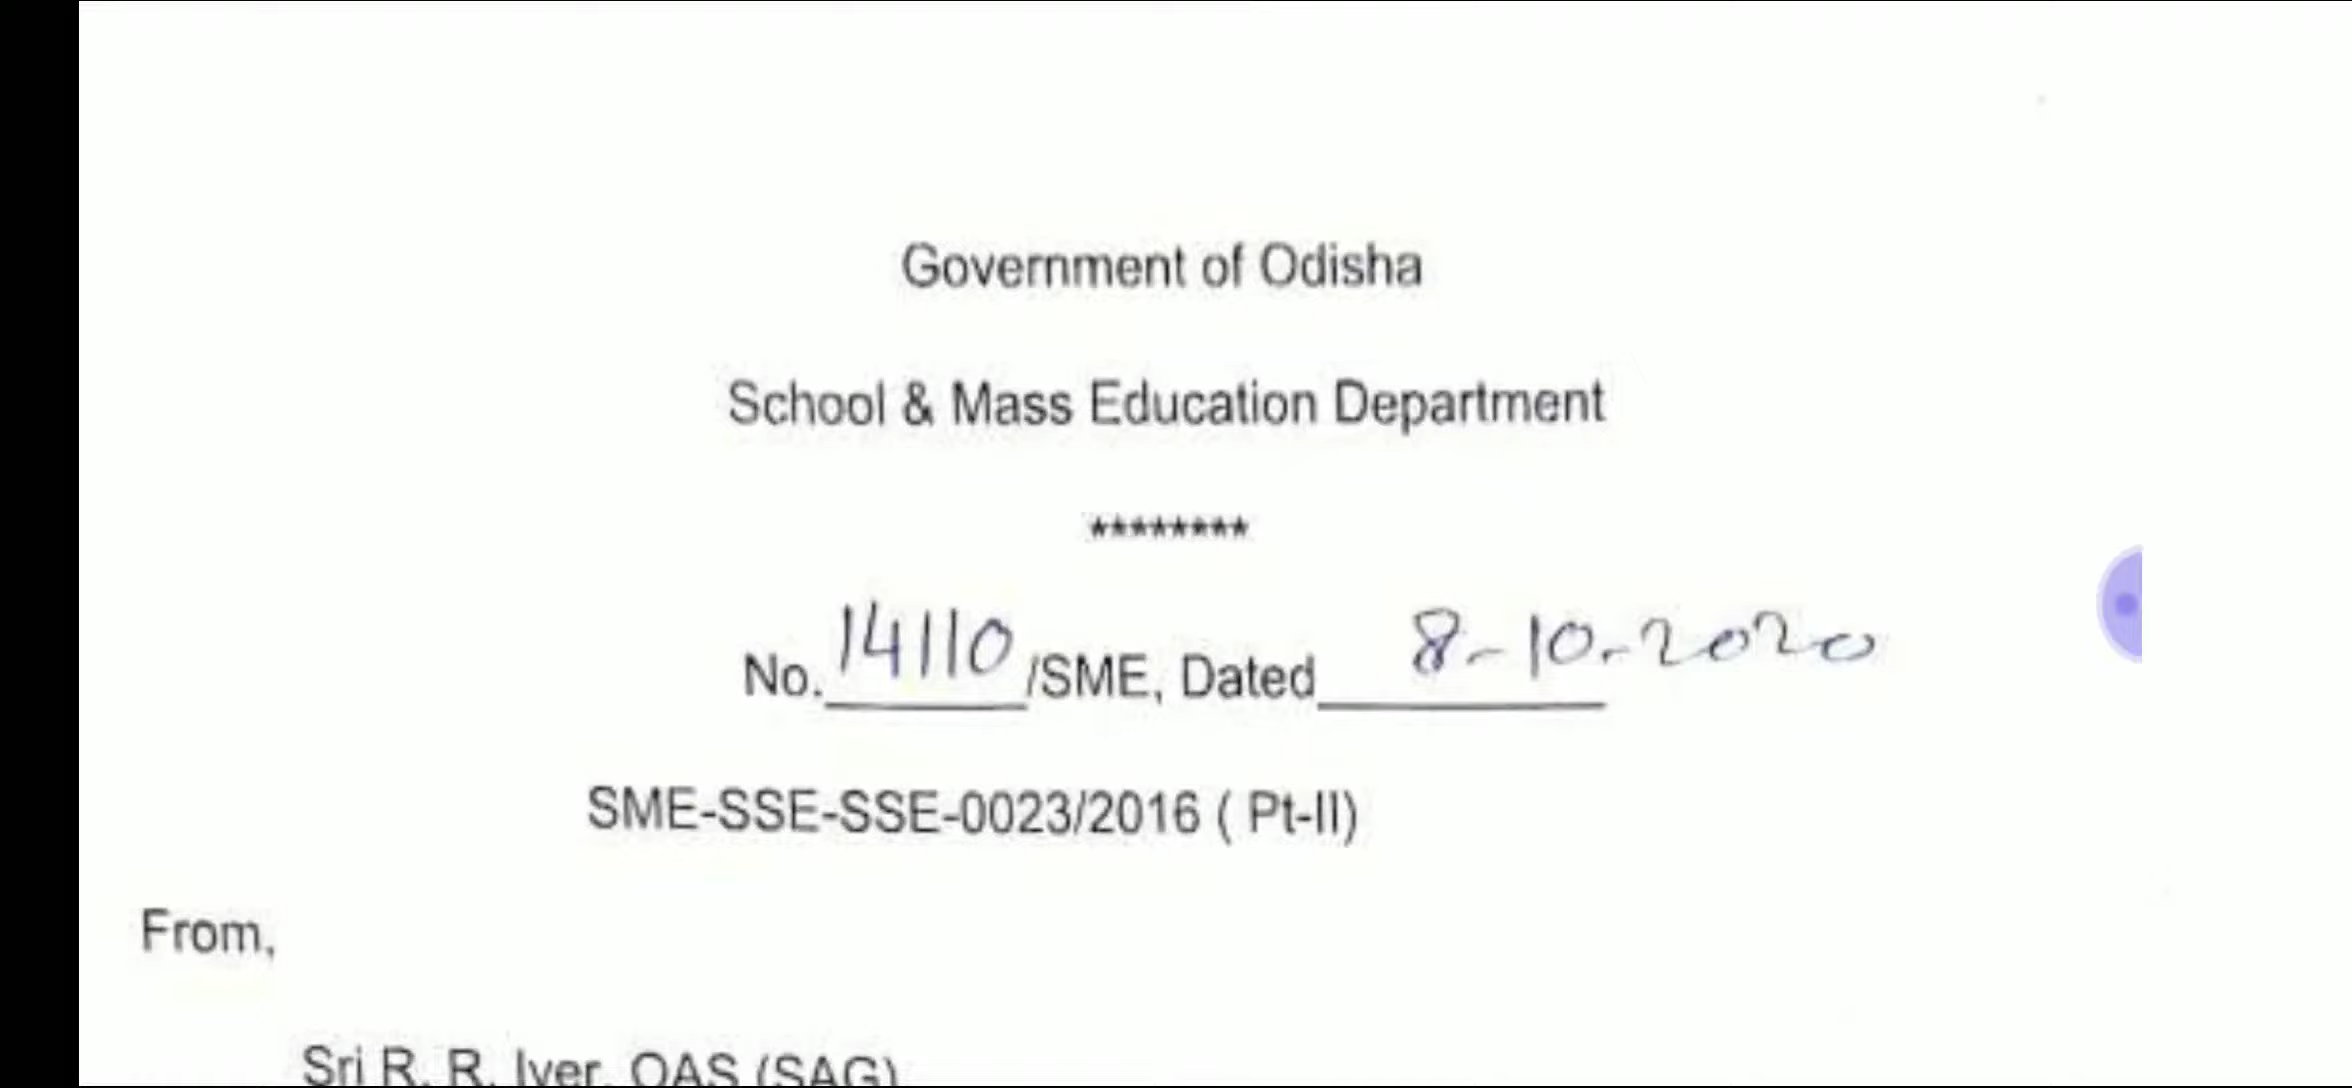 Government of Odisha
School & Mass Education Department
********
No. 14110 /SME, Dated 8-10-2020
SME-SSE-SSE-0023/2016 ( Pt-II)
From,
Sri R. R. Iyer, OAS (SAG)